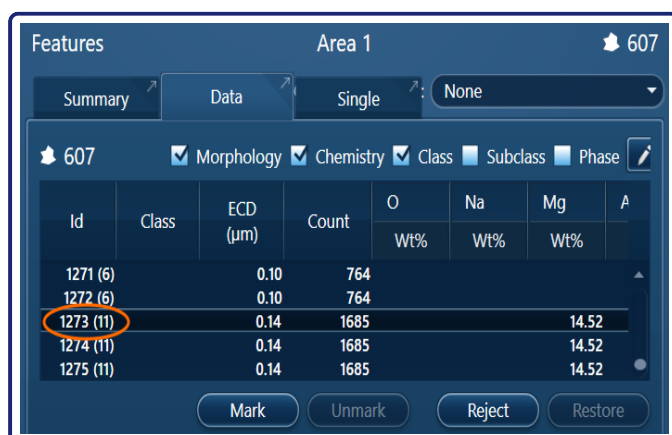 Features Area 1 607
Summary Data Single : None
607 Morphology Chemistry Class Subclass Phase
Id Class ECD (µm) Count O Na Mg A
Wt% Wt% Wt%
1271 (6) 0.10 764
1272 (6) 0.10 764
1273 (11) 0.14 1685 14.52
1274 (11) 0.14 1685 14.52
1275 (11) 0.14 1685 14.52
Mark Unmark Reject Restore